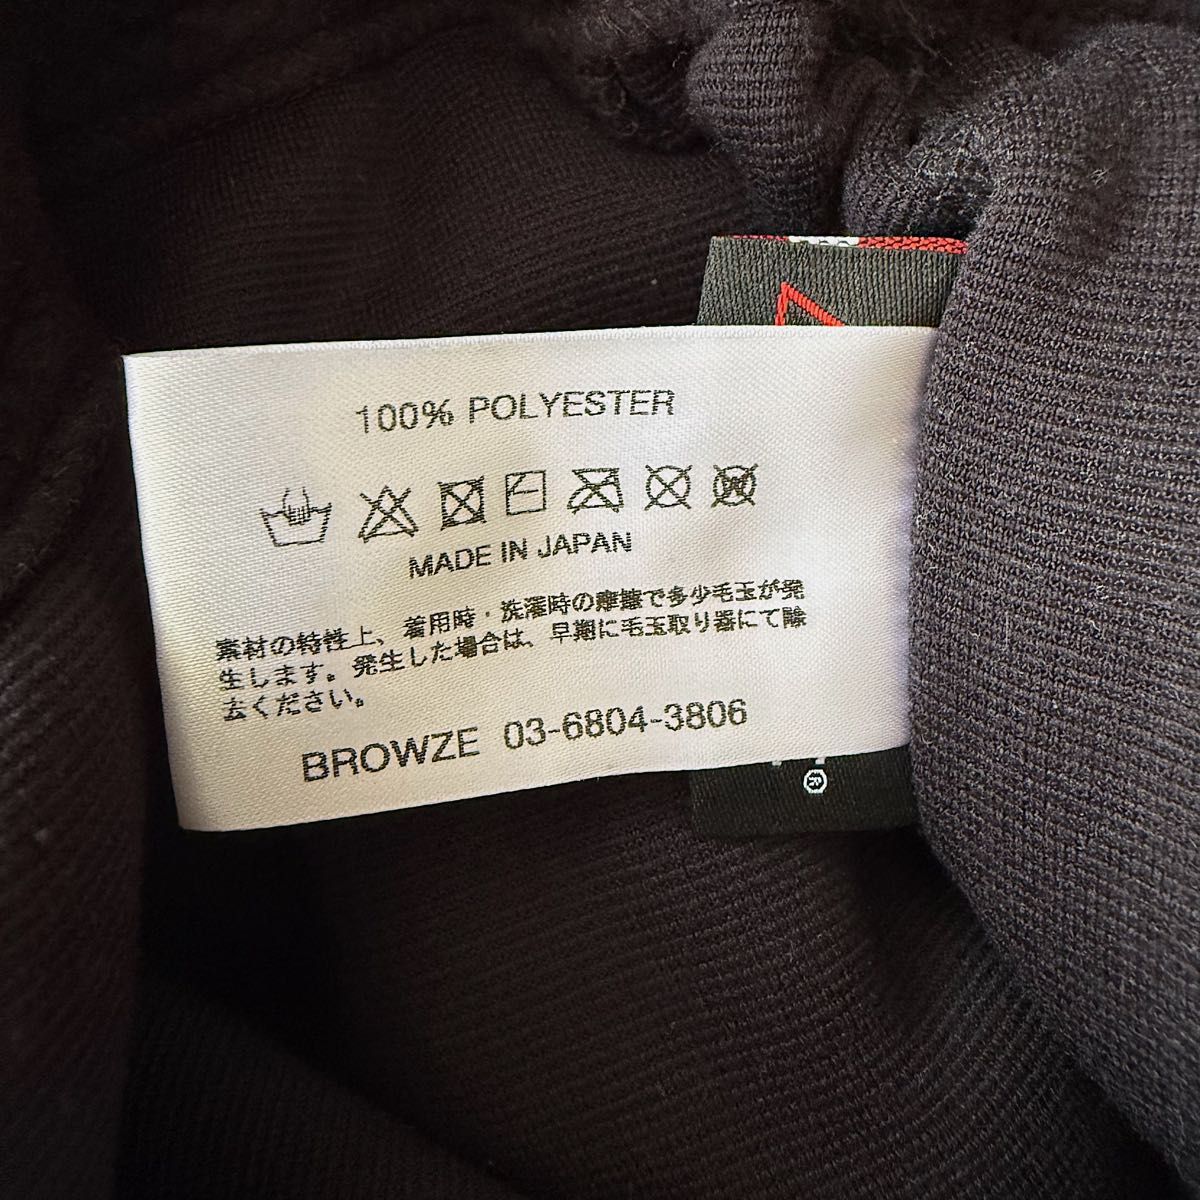 100% POLYESTER
MADE IN JAPAN
素材の特性上、着用時・洗濯時の摩擦で多少毛玉が発
生します。発生した場合は、早期に毛玉取り器にて除
去ください。
BROWZE 03-6804-3806
®